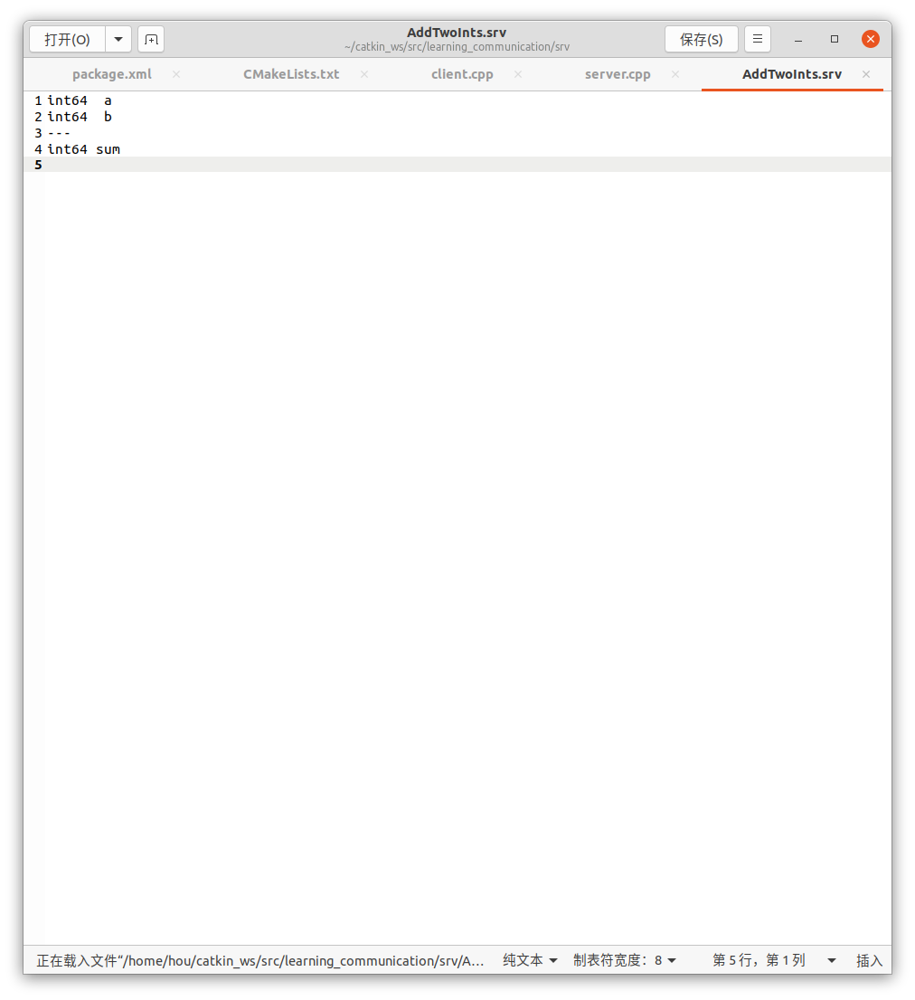 打开(O)
AddTwoInts.srv
~/catkin_ws/src/learning_communication/srv
保存(S)
package.xml
CMakeLists.txt
client.cpp
server.cpp
AddTwoInts.srv
1 int64  a
2 int64  b
3 ---
4 int64 sum
5
正在载入文件“/home/hou/catkin_ws/src/learning_communication/srv/A… 纯文本 制表符宽度：8 第 5 行，第 1 列 插入